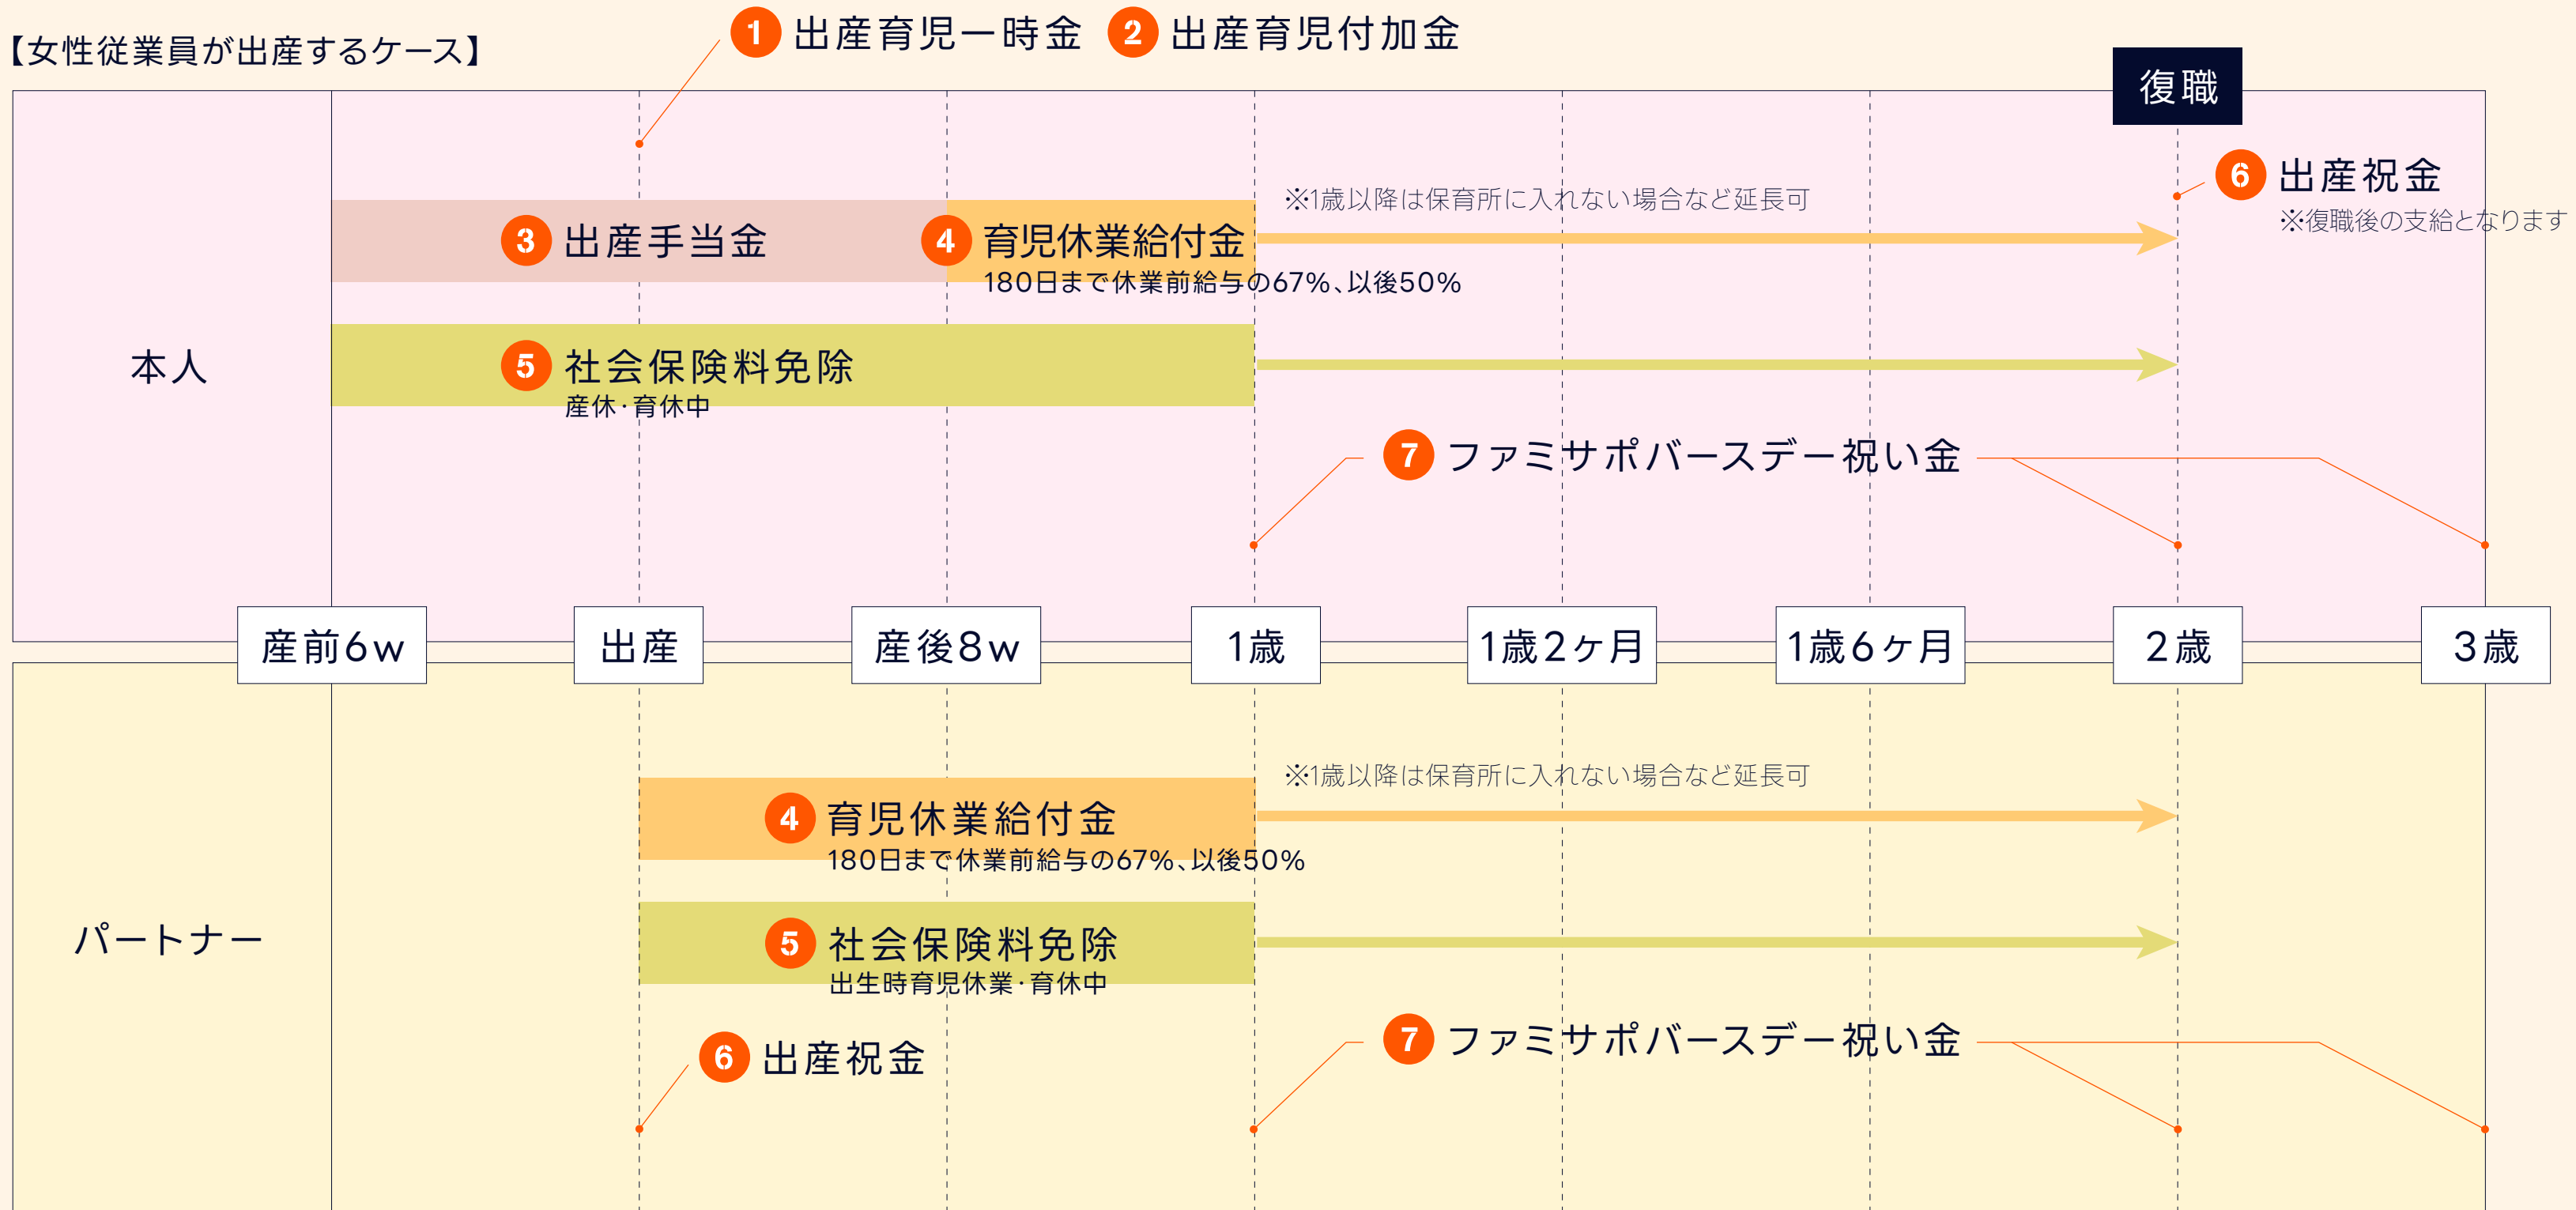 【女性従業員が出産するケース】
1 出産育児一時金 2 出産育児付加金
復職
6 出産祝金
※復職後の支給となります
※1歳以降は保育所に入れない場合など延長可
3 出産手当金
4 育児休業給付金
180日まで休業前給与の67%、以後50%
本人
5 社会保険料免除
産休・育休中
7 ファミサポバースデー祝い金
産前6w
出産
産後8w
1歳
1歳2ヶ月
1歳6ヶ月
2歳
3歳
※1歳以降は保育所に入れない場合など延長可
4 育児休業給付金
180日まで休業前給与の67%、以後50%
パートナー
5 社会保険料免除
出生時育児休業・育休中
6 出産祝金
7 ファミサポバースデー祝い金